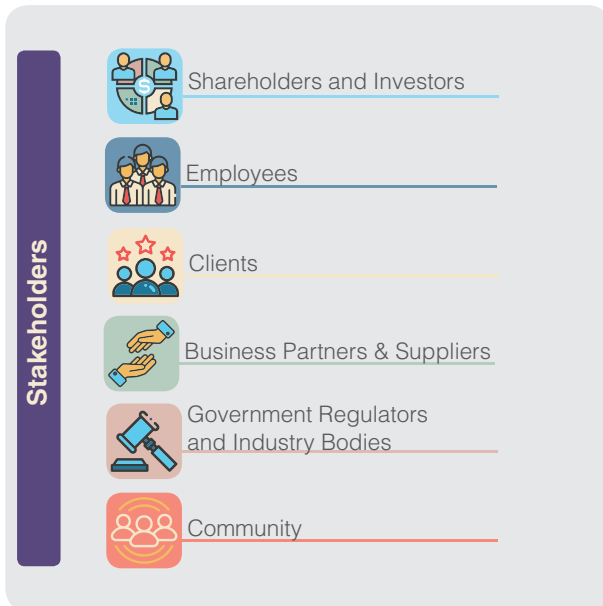 Stakeholders
Shareholders and Investors
Employees
Clients
Business Partners & Suppliers
Government Regulators
and Industry Bodies
Community